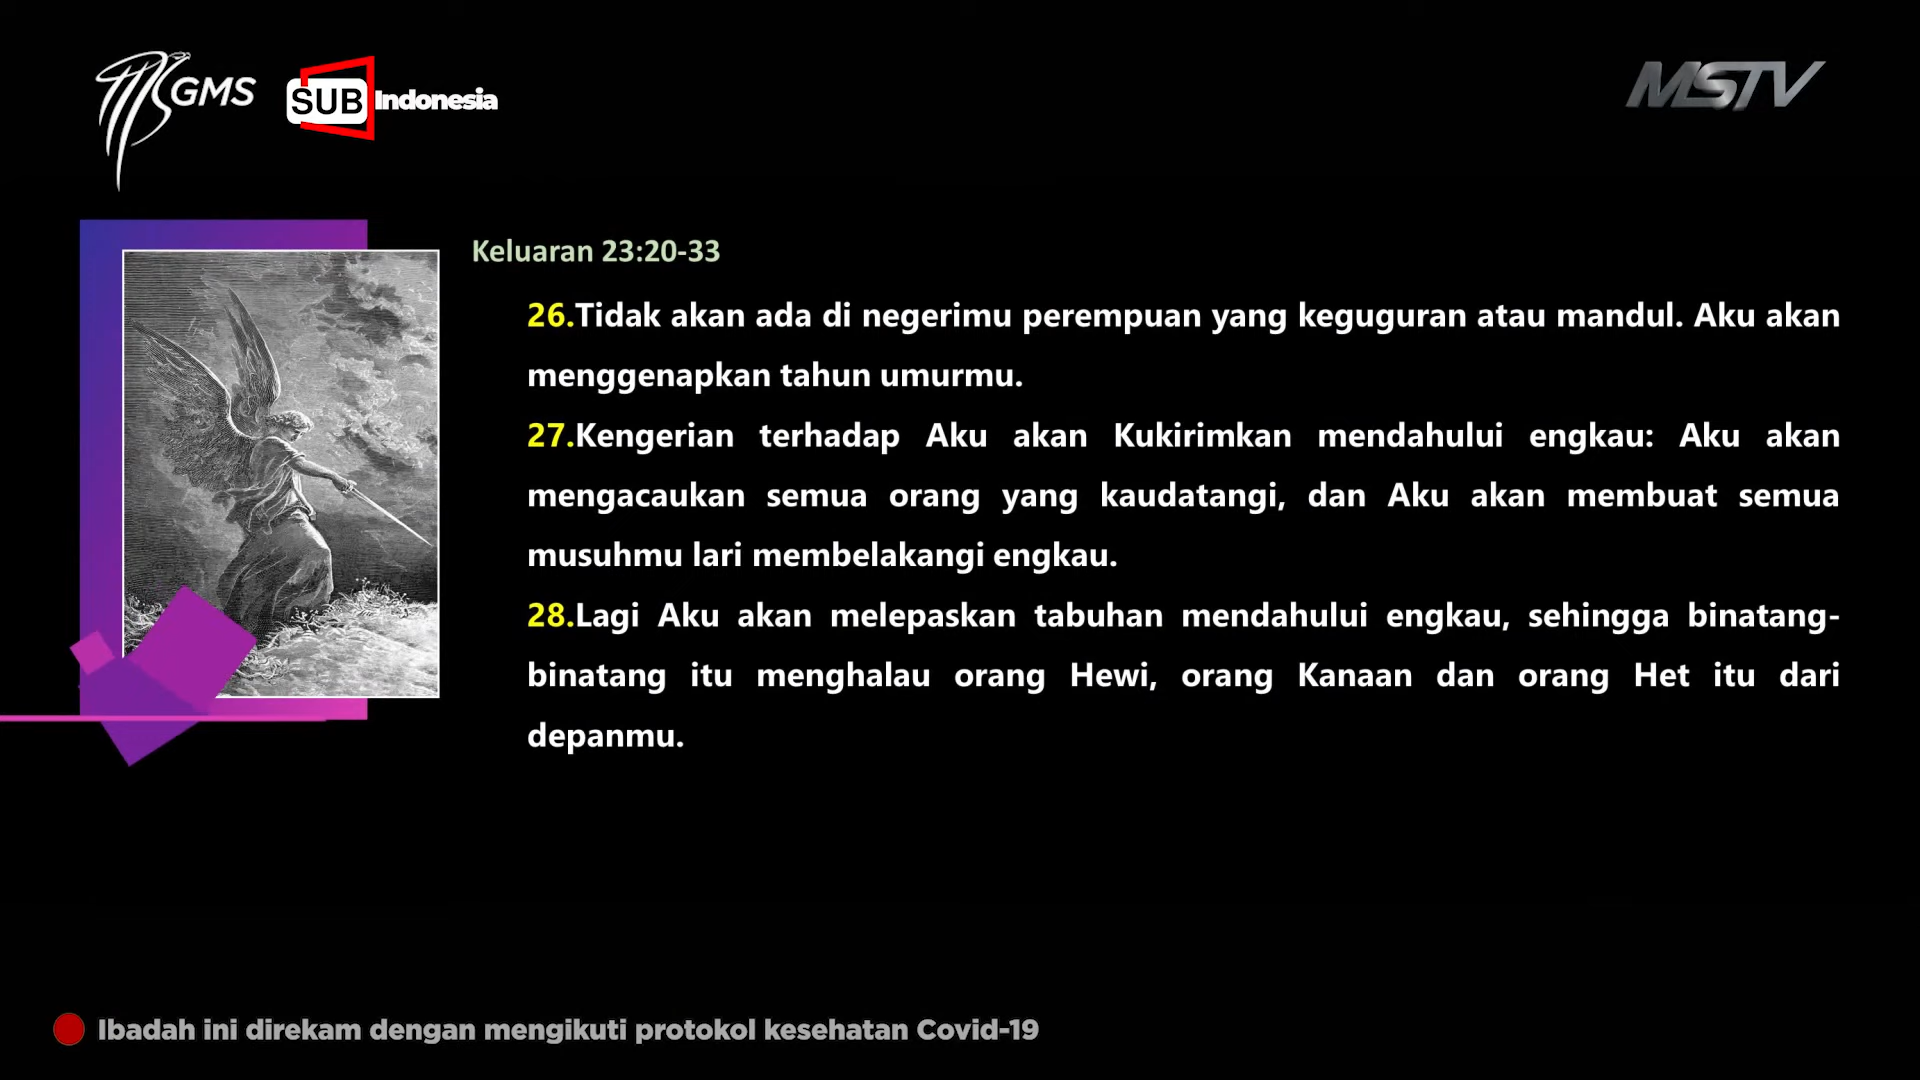 GMS
SUB Indonesia
MSTV
Keluaran 23:20-33
26.Tidak akan ada di negerimu perempuan yang keguguran atau mandul. Aku akan
menggenapkan tahun umurmu.
27.Kengerian terhadap Aku akan Kukirimkan mendahului engkau: Aku akan
mengacaukan semua orang yang kaudatangi, dan Aku akan membuat semua
musuhmu lari membelakangi engkau.
28.Lagi Aku akan melepaskan tabuhan mendahului engkau, sehingga binatang-
binatang itu menghalau orang Hewi, orang Kanaan dan orang Het itu dari
depanmu.
Ibadah ini direkam dengan mengikuti protokol kesehatan Covid-19